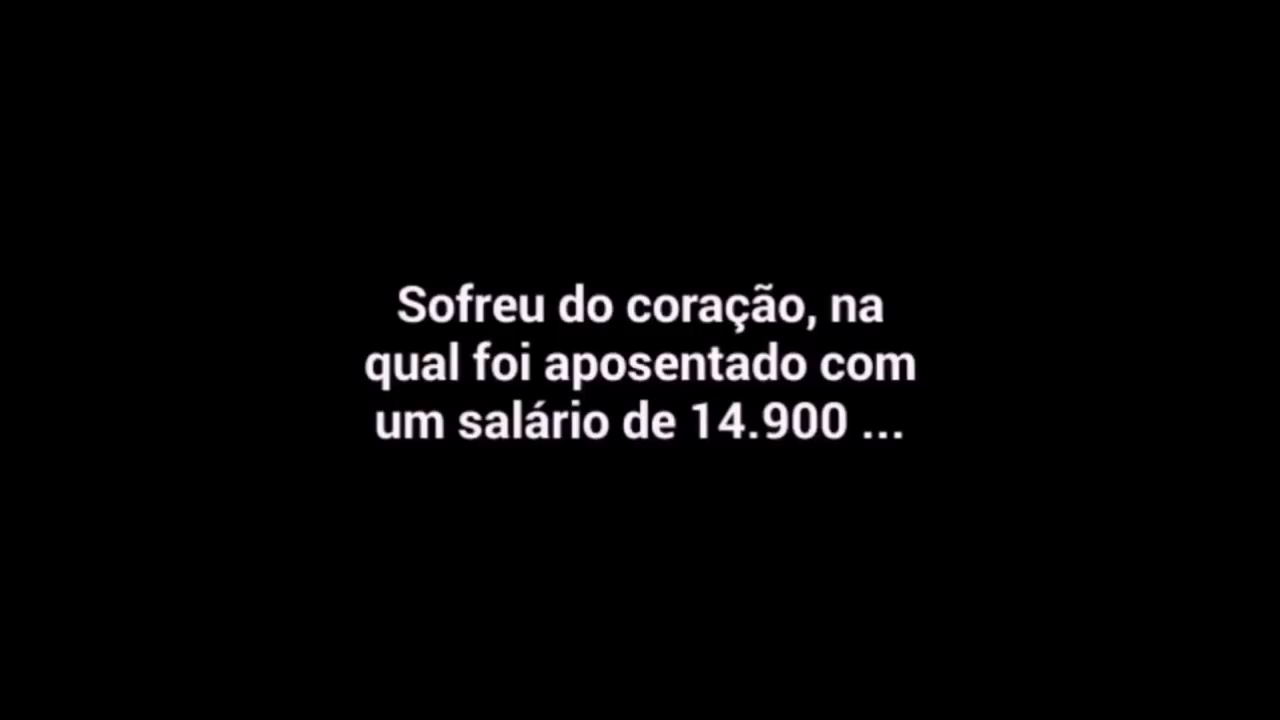 Sofreu do coração, na
qual foi aposentado com
um salário de 14.900 ...